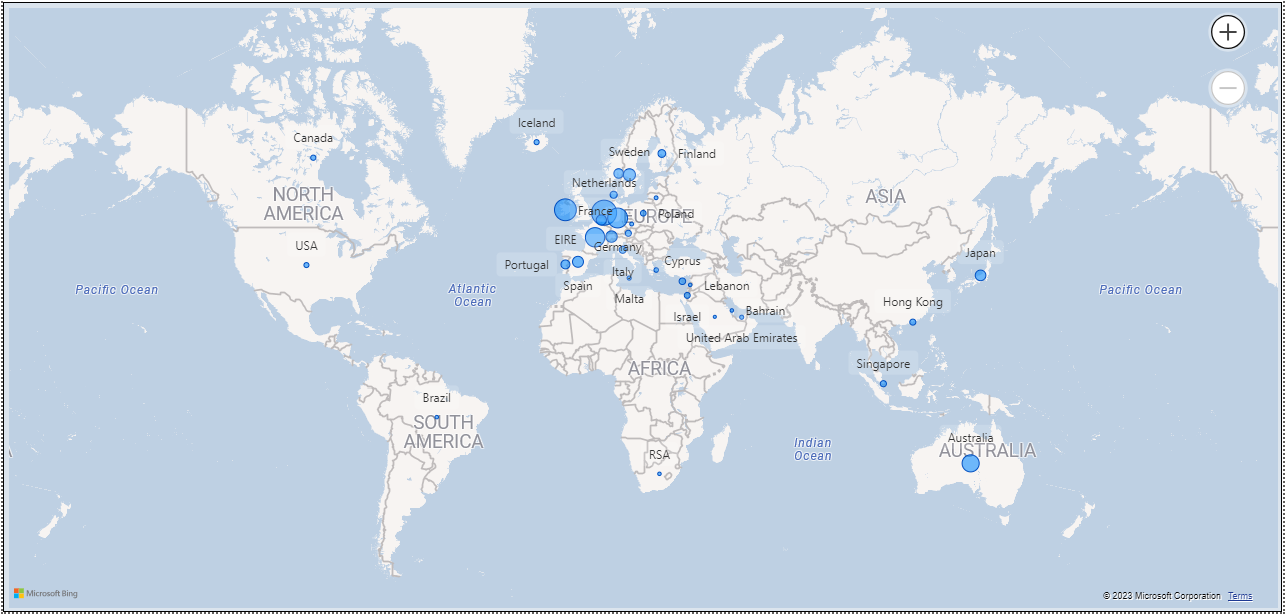 Iceland
Canada
Sweden
Finland
Netherlands
NORTH
AMERICA
ASIA
France
EUROPE
Poland
EIRE
USA
Germany
Portugal
Cyprus
Japan
Italy
Spain
Lebanon
Pacific Ocean
Atlantic
Ocean
Pacific Ocean
Malta
Hong Kong
Israel
Bahrain
United Arab Emirates
Singapore
AFRICA
Brazil
SOUTH
AMERICA
Australia
AUSTRALIA
Indian
Ocean
RSA
Microsoft Bing
© 2023 Microsoft Corporation Terms